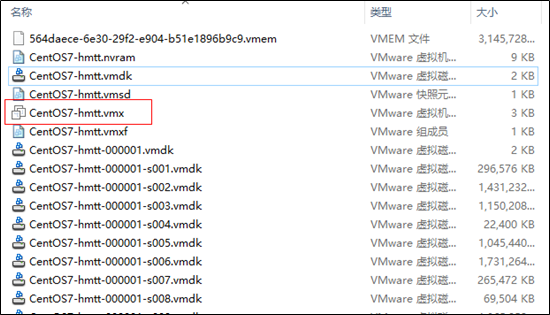 名称 类型 大小
564daece-6e30-29f2-e904-b51e1896b9c9.vmem VMEM 文件 3,145,728...
CentOS7-hmtt.nvram VMware 虚拟机... 9 KB
CentOS7-hmtt.vmdk VMware 虚拟磁... 2 KB
CentOS7-hmtt.vmsd VMware 快照元... 1 KB
CentOS7-hmtt.vmx VMware 虚拟机... 3 KB
CentOS7-hmtt.vmxf VMware 组成员 1 KB
CentOS7-hmtt-000001.vmdk VMware 虚拟磁... 2 KB
CentOS7-hmtt-000001-s001.vmdk VMware 虚拟磁... 296,576 KB
CentOS7-hmtt-000001-s002.vmdk VMware 虚拟磁... 1,431,232...
CentOS7-hmtt-000001-s003.vmdk VMware 虚拟磁... 1,150,208...
CentOS7-hmtt-000001-s004.vmdk VMware 虚拟磁... 22,400 KB
CentOS7-hmtt-000001-s005.vmdk VMware 虚拟磁... 1,045,440...
CentOS7-hmtt-000001-s006.vmdk VMware 虚拟磁... 1,731,264...
CentOS7-hmtt-000001-s007.vmdk VMware 虚拟磁... 265,472 KB
CentOS7-hmtt-000001-s008.vmdk VMware 虚拟磁... 69,504 KB